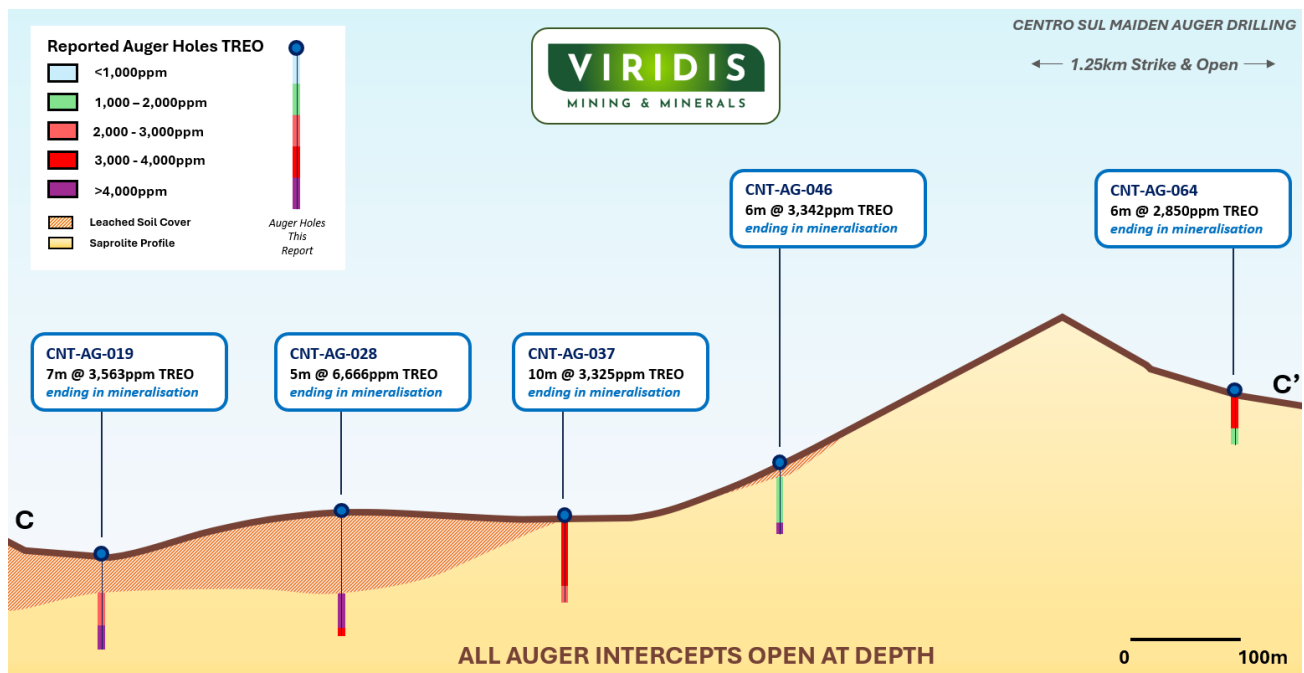 CENTRO SUL MAIDEN AUGER DRILLING
1.25km Strike & Open
VIRIDIS
MINING & MINERALS
Reported Auger Holes TREO
<1,000ppm
1,000 – 2,000ppm
2,000 - 3,000ppm
3,000 - 4,000ppm
>4,000ppm
Leached Soil Cover
Saprolite Profile
Auger Holes
This
Report
CNT-AG-046
6m @ 3,342ppm TREO
ending in mineralisation
CNT-AG-064
6m @ 2,850ppm TREO
ending in mineralisation
CNT-AG-019
7m @ 3,563ppm TREO
ending in mineralisation
CNT-AG-028
5m @ 6,666ppm TREO
ending in mineralisation
CNT-AG-037
10m @ 3,325ppm TREO
ending in mineralisation
C
C’
ALL AUGER INTERCEPTS OPEN AT DEPTH
0 100m